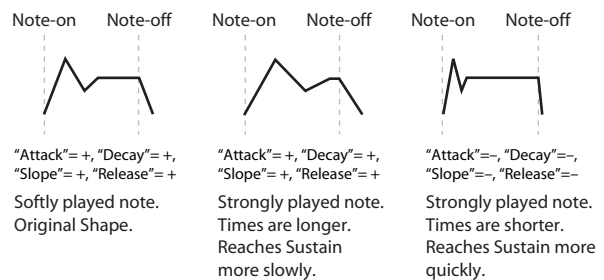 Note-on Note-off
"Attack"= +, "Decay"= +,
"Slope"= +, "Release"= +
Softly played note.
Original Shape.
Note-on Note-off
"Attack"= +, "Decay"= +,
"Slope"= +, "Release"= +
Strongly played note.
Times are longer.
Reaches Sustain
more slowly.
Note-on Note-off
"Attack"=–, "Decay"=–,
"Slope"=–, "Release"=–
Strongly played note.
Times are shorter.
Reaches Sustain more
quickly.